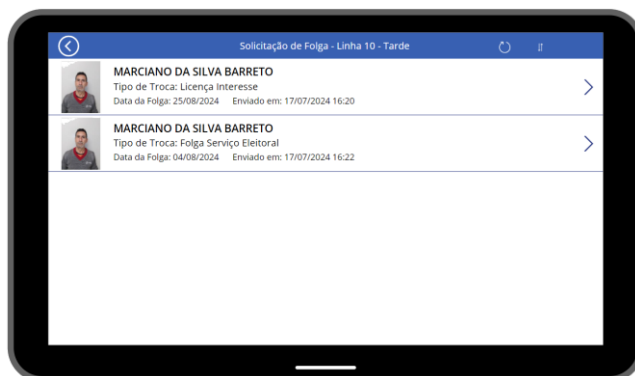 Solicitação de Folga - Linha 10 - Tarde
MARCIANO DA SILVA BARRETO
Tipo de Troca: Licença Interesse
Data da Folga: 25/08/2024 Enviado em: 17/07/2024 16:20
MARCIANO DA SILVA BARRETO
Tipo de Troca: Folga Serviço Eleitoral
Data da Folga: 04/08/2024 Enviado em: 17/07/2024 16:22